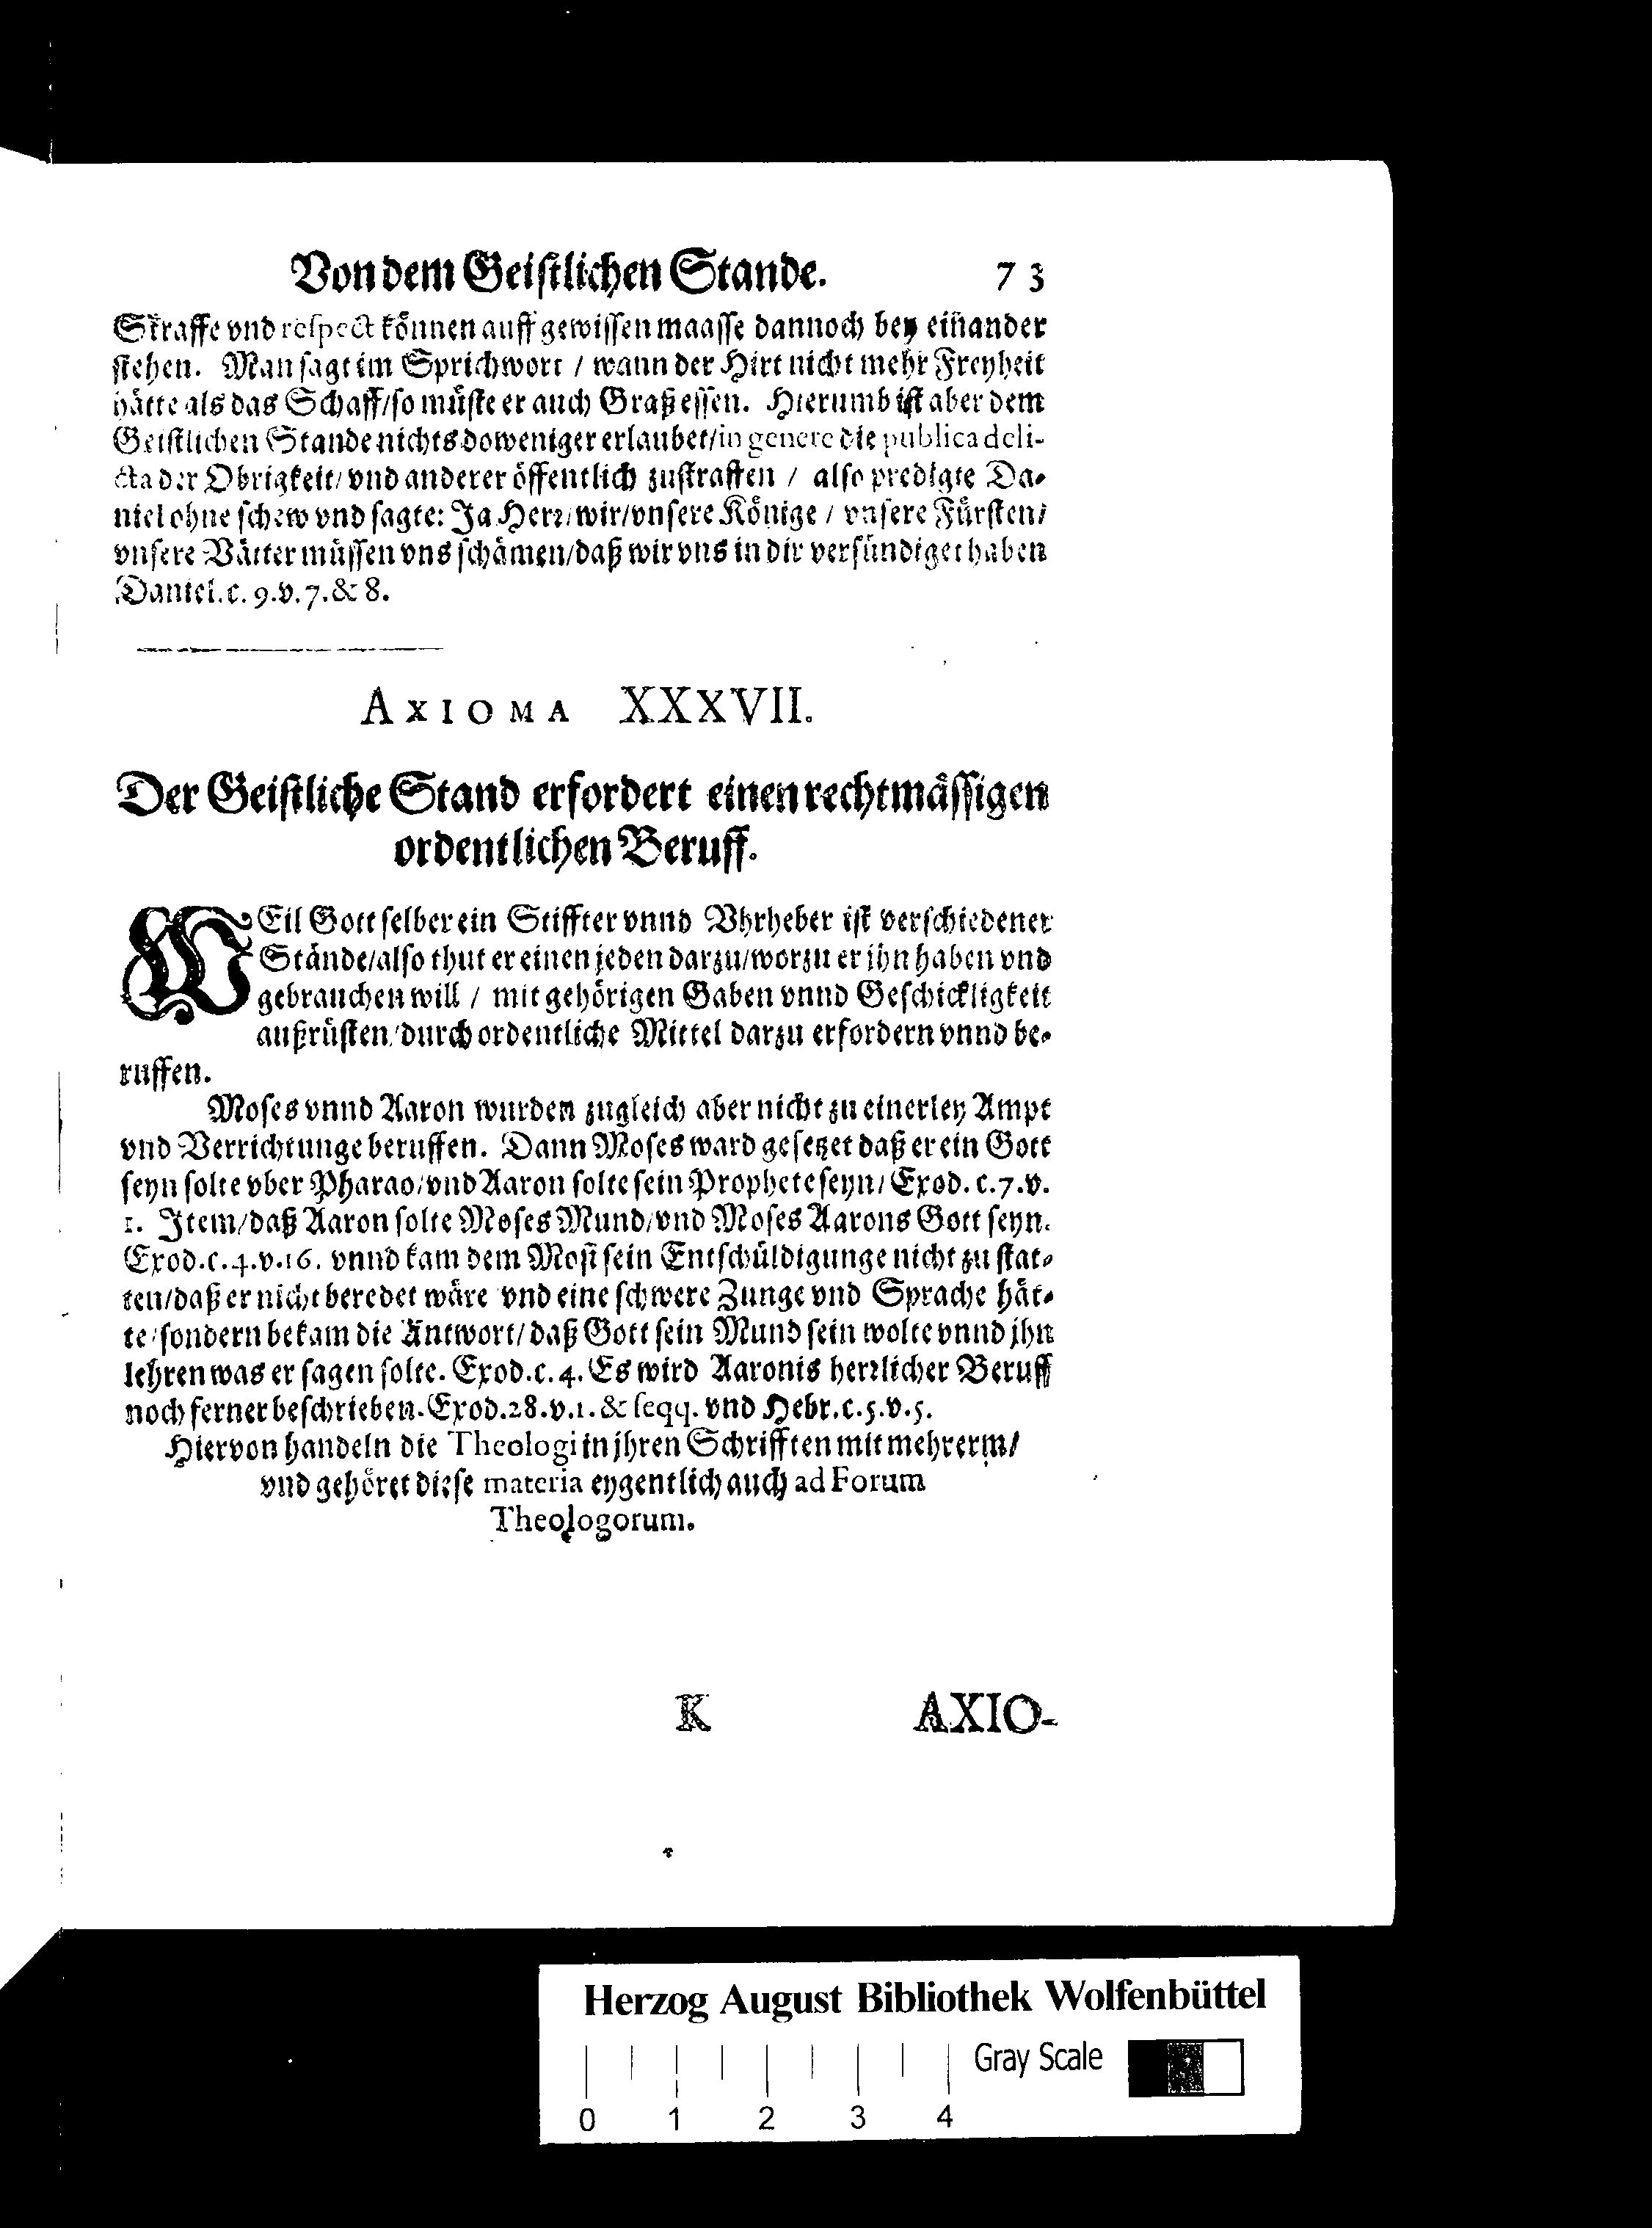 Von dem Geistlichen Stande. 73
Straffe vnd respect können auff gewissen maasse dannoch bey einander
stehen. Man sagt im Sprichwort / wann der Hirt nicht mehr Freyheit
hätte als das Schaff/so müste er auch Graß essen. Hierumb ist aber dem
Geistlichen Stande nichts doweniger erlaubet/in genere die publica deli-
cta der Obrigkeit/ vnd anderer öffentlich zustraffen / also predigte Da-
niel ohne schew vnd sagte: Ja Herr/wir/vnsere Könige / vnsere Fürsten/
vnsere Vätter müssen vns schämen/daß wir vns in dir versündiget haben
Daniel. c. 9. v. 7. & 8.
AXIOMA XXXVII.
Der Geistliche Stand erfordert einen rechtmässigen
ordentlichen Beruff.
WEil Gott selber ein Stiffter vnnd Vhrheber ist verschiedener
Stände/also thut er einen jeden darzu/worzu er ihn haben vnd
gebrauchen will / mit gehörigen Gaben vnnd Geschickligkeit
außrüsten/durch ordentliche Mittel darzu erfordern vnnd be-
ruffen.
Moses vnnd Aaron wurden zugleich aber nicht zu einerley Ampt
vnd Verrichtunge beruffen. Dann Moses ward gesetzet daß er ein Gott
seyn solte vber Pharao/vnd Aaron solte sein Prophete seyn/ Exod. c. 7. v.
1. Item/daß Aaron solte Moses Mund/vnd Moses Aarons Gott seyn.
Exod. c. 4. v. 16. vnnd kam dem Mosi sein Entschüldigunge nicht zu stat-
ten/daß er nicht beredet wäre vnd eine schwere Zunge vnd Sprache hät-
te/sondern bekam die Antwort/daß Gott sein Mund sein wolte vnnd jhn
lehren was er sagen solte. Exod. c. 4. Es wird Aaronis herrlicher Beruff
noch ferner beschrieben. Exod. 28. v. 1. & seqq. vnd Hebr. c. 5. v. 5.
Hiervon handeln die Theologi in jhren Schrifften mit mehrerm/
vnd gehöret diese materia eygentlich auch ad Forum
Theologorum.
K AXIO-
Herzog August Bibliothek Wolfenbüttel
Gray Scale
0 1 2 3 4